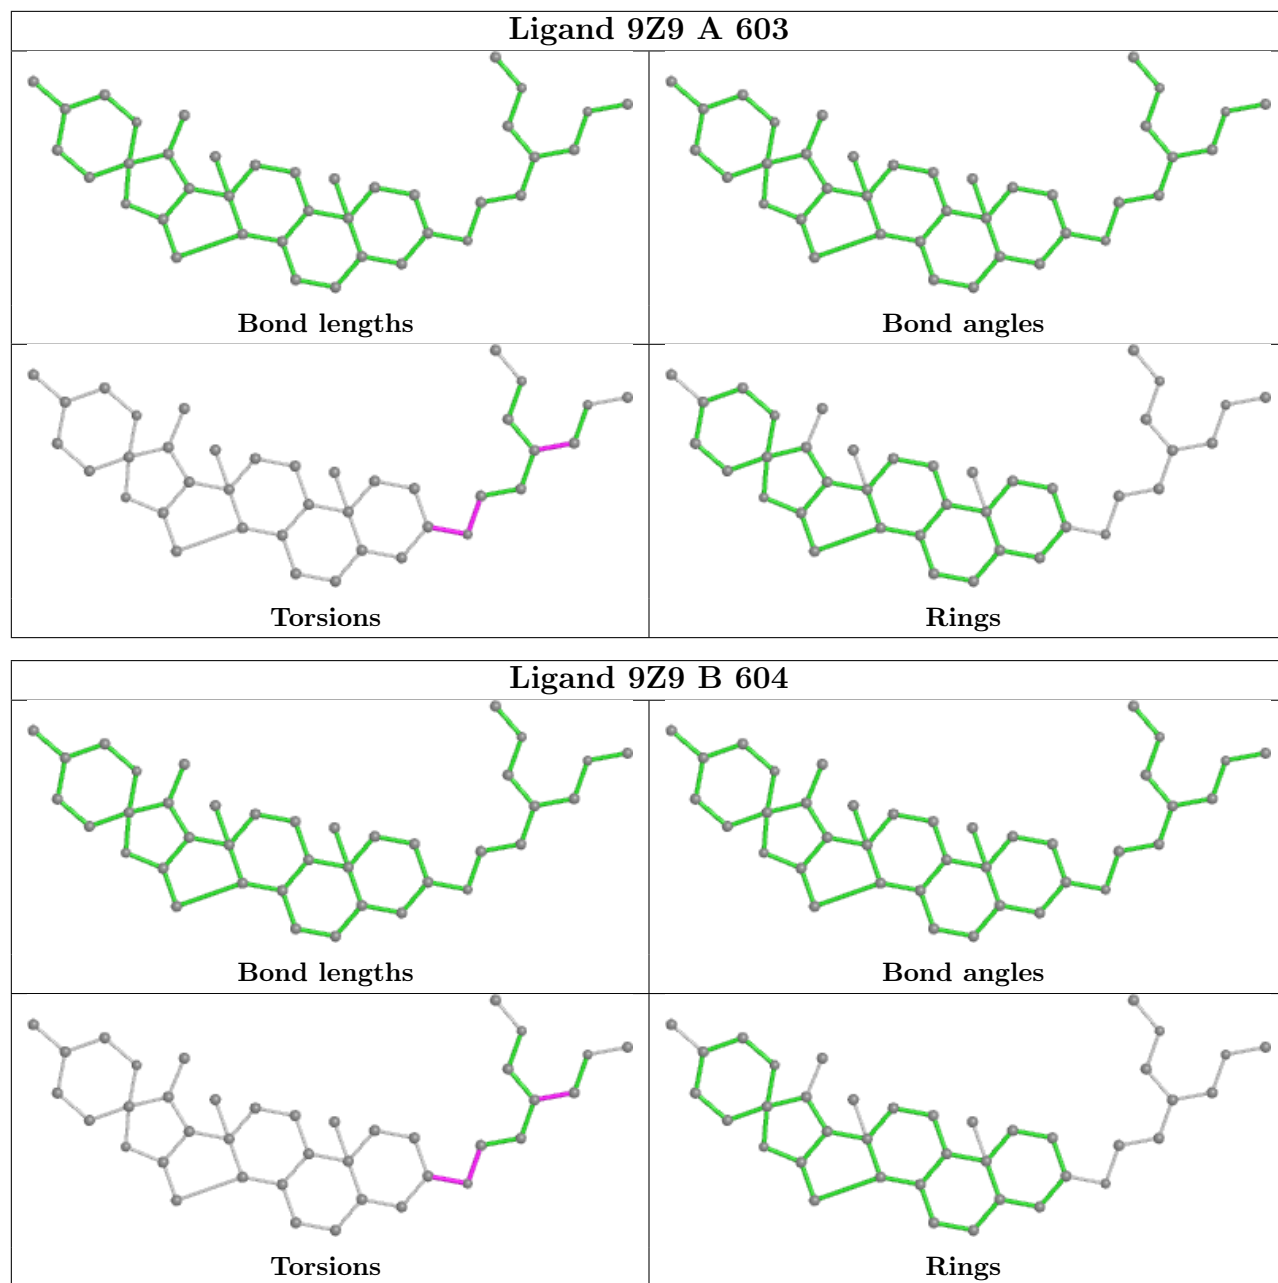 Ligand 9Z9 A 603
Bond lengths
Bond angles
Torsions
Rings
Ligand 9Z9 B 604
Bond lengths
Bond angles
Torsions
Rings